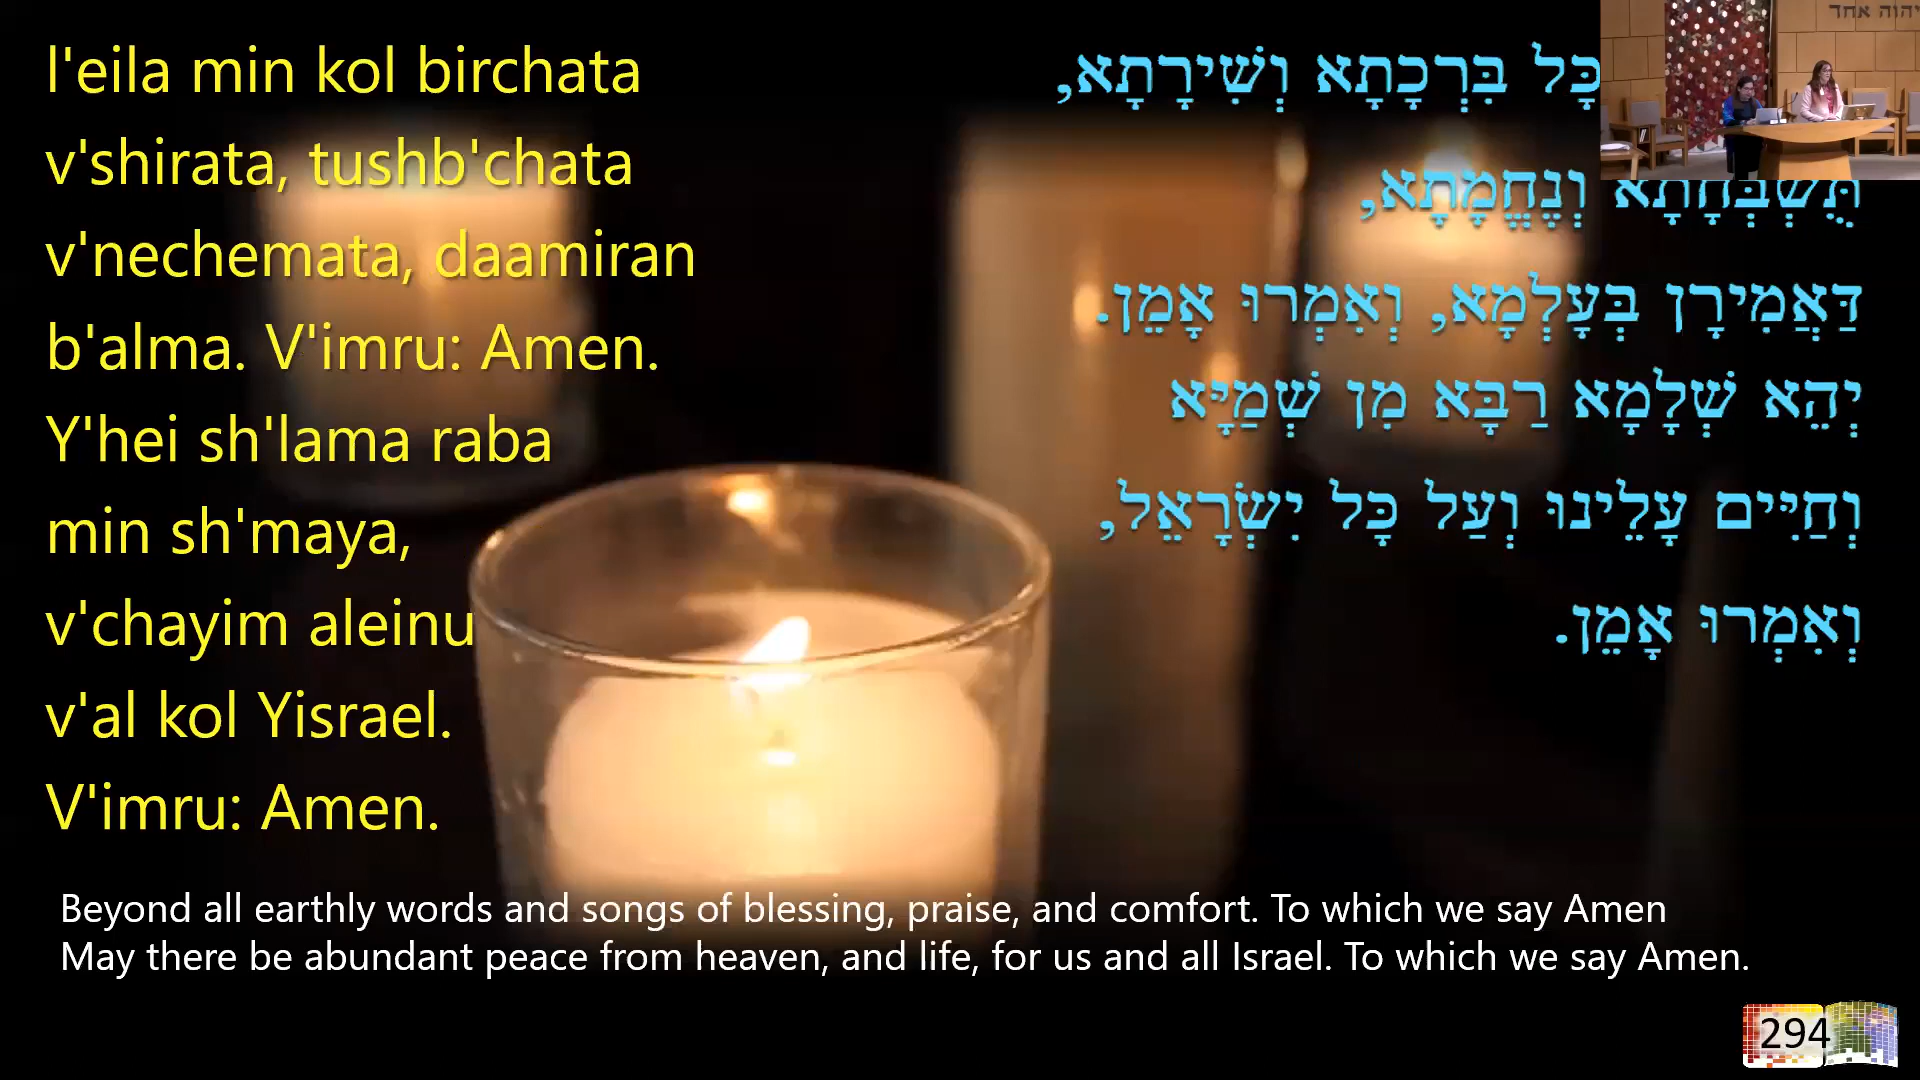 l'eila min kol birchata
v'shirata, tushb'chata
v'nechemata, daamiran
b'alma. V'imru: Amen.
Y'hei sh'lama raba
min sh'maya,
v'chayim aleinu
v'al kol Yisrael.
V'imru: Amen.
כׇּל בִּרְכָתָא וְשִׁירָתָא,
תֻּשְׁבְּחָתָא וְנֶחֱמָתָא,
דַּאֲמִירָן בְּעָלְמָא, וְאִמְרוּ אָמֵן.
יְהֵא שְׁלָמָא רַבָּא מִן שְׁמַיָּא
וְחַיִּים עָלֵינוּ וְעַל כׇּל יִשְׂרָאֵל,
וְאִמְרוּ אָמֵן.
יהוה אחד
Beyond all earthly words and songs of blessing, praise, and comfort. To which we say Amen
May there be abundant peace from heaven, and life, for us and all Israel. To which we say Amen.
294